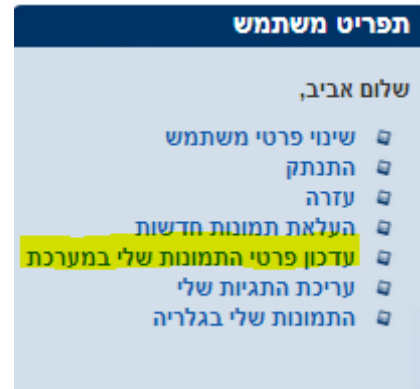 תפריט משתמש
שלום אביב,
שינוי פרטי משתמש
התנתק
עזרה
העלאת תמונות חדשות
עדכון פרטי התמונות שלי במערכת
עריכת התגיות שלי
התמונות שלי בגלריה